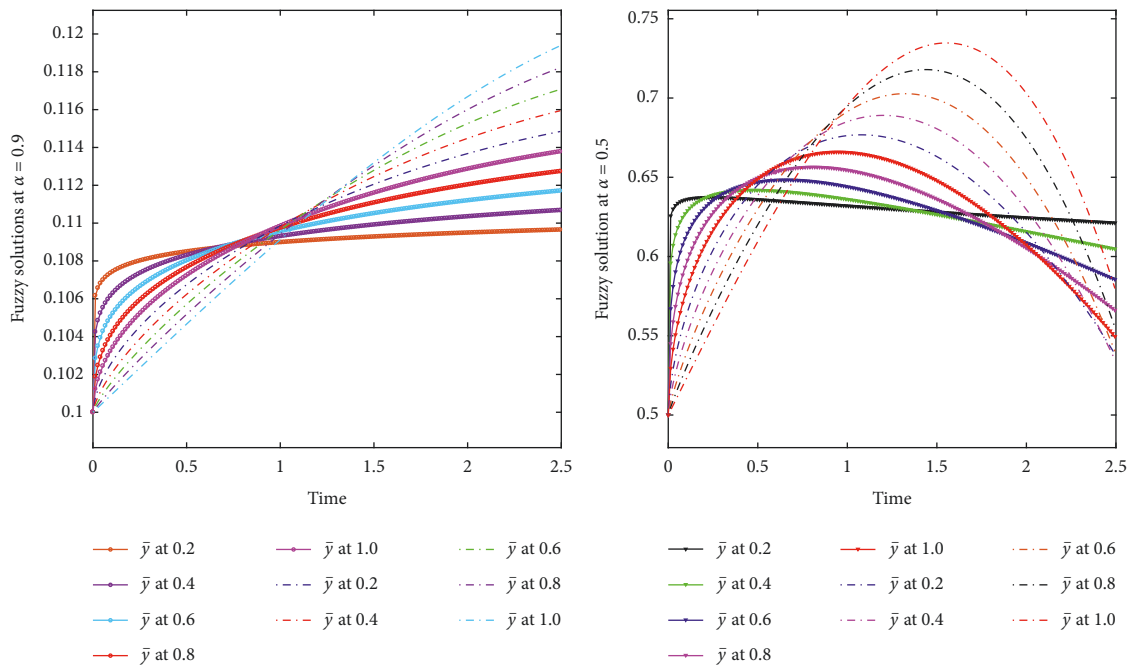 0.12
0.118
0.116
0.114
0.112
0.11
0.108
0.106
0.104
0.102
0.1
Fuzzy solutions at α = 0.9
0 0.5 1 1.5 2 2.5
Time
ȳ at 0.2
ȳ at 0.4
ȳ at 0.6
ȳ at 0.8
ȳ at 1.0
ȳ at 0.2
ȳ at 0.4
ȳ at 0.6
ȳ at 0.8
ȳ at 1.0
0.75
0.7
0.65
0.6
0.55
0.5
Fuzzy solution at α = 0.5
0 0.5 1 1.5 2 2.5
Time
ȳ at 0.2
ȳ at 0.4
ȳ at 0.6
ȳ at 0.8
ȳ at 1.0
ȳ at 0.2
ȳ at 0.4
ȳ at 0.6
ȳ at 0.8
ȳ at 1.0